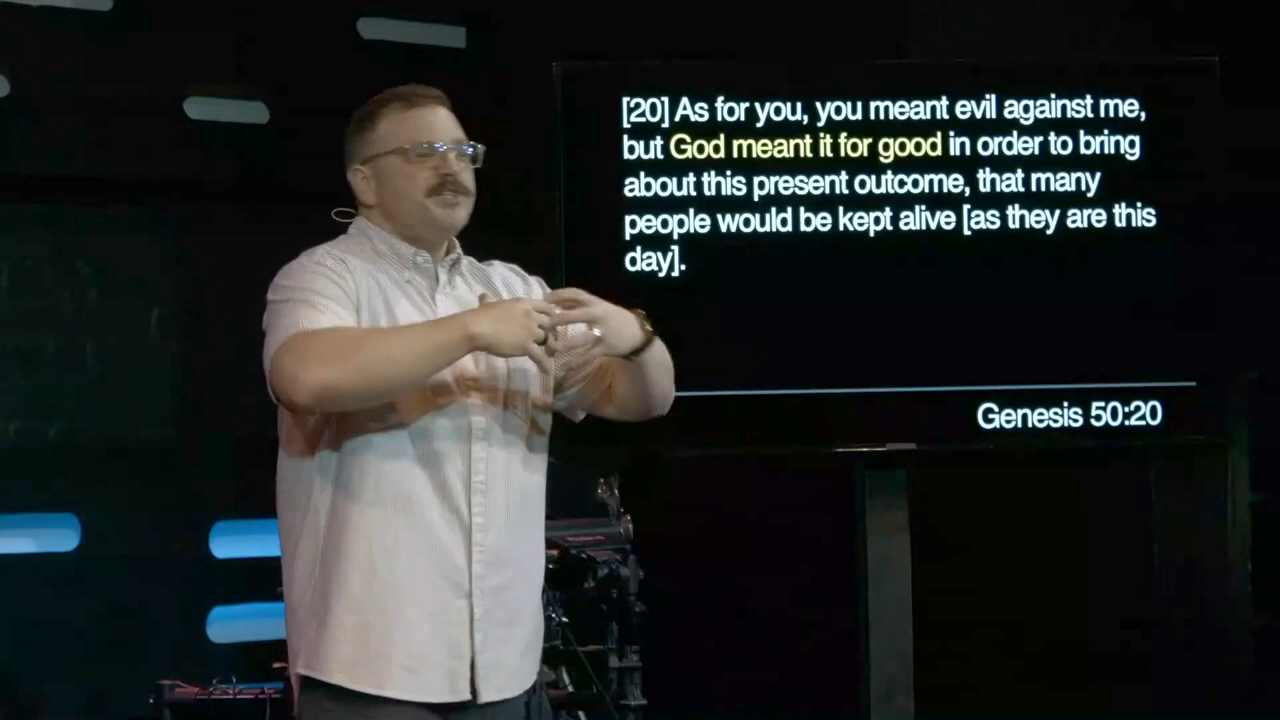 [20] As for you, you meant evil against me,
but God meant it for good in order to bring
about this present outcome, that many
people would be kept alive [as they are this
day].
Genesis 50:20